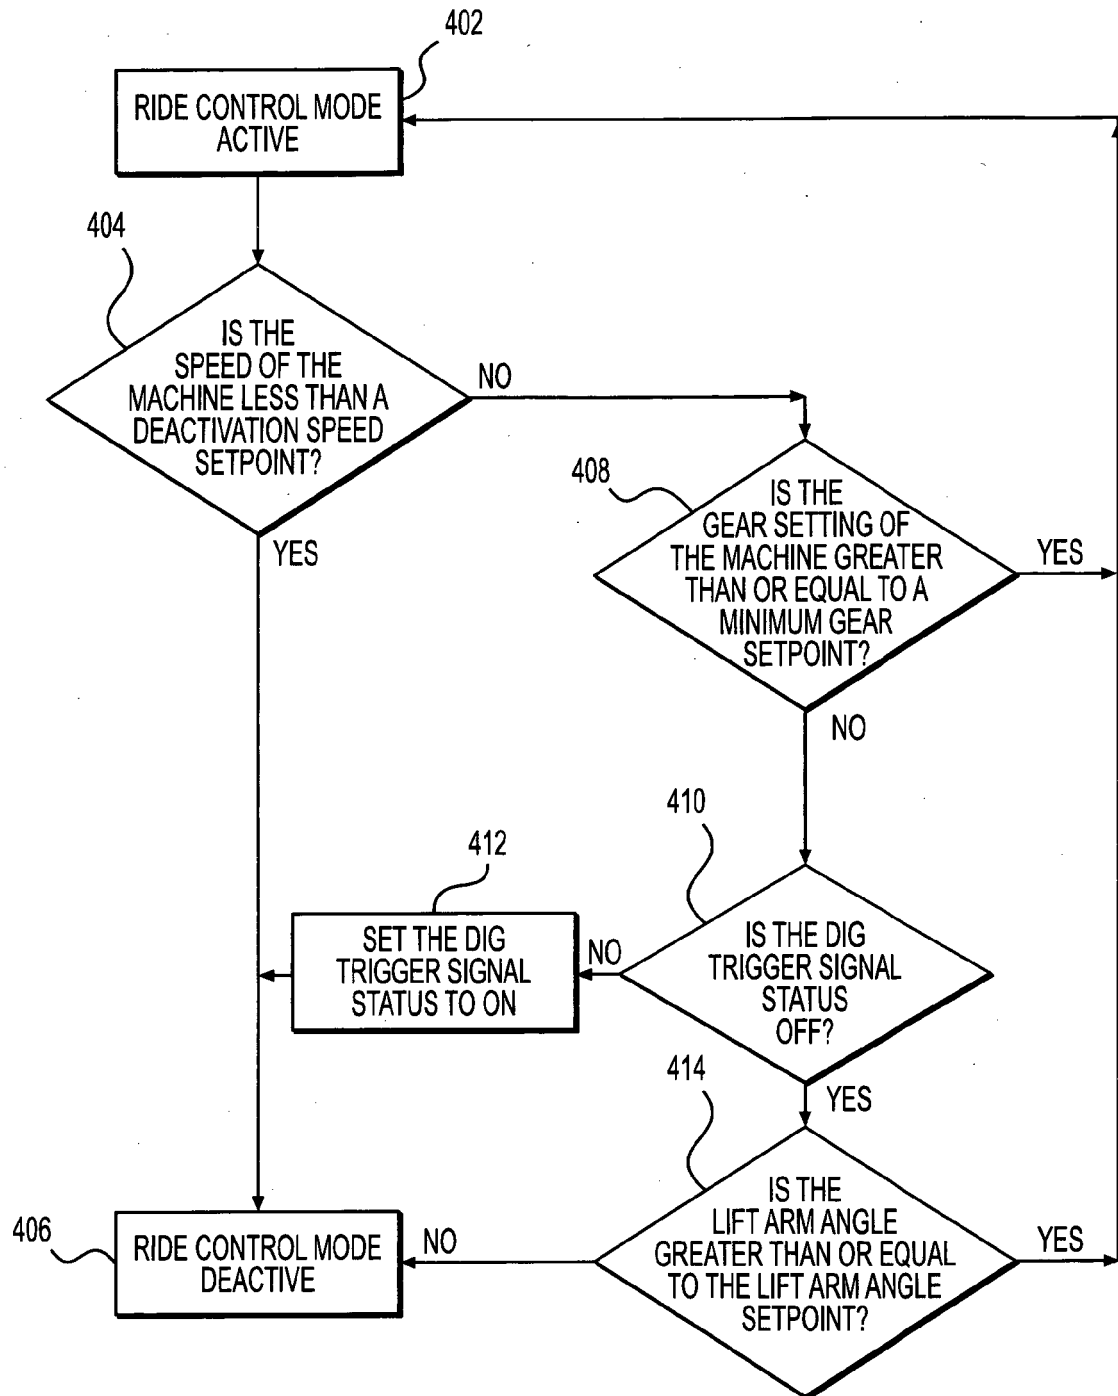 402
RIDE CONTROL MODE
ACTIVE
404
IS THE
SPEED OF THE
MACHINE LESS THAN A
DEACTIVATION SPEED
SETPOINT?
NO
YES
408
IS THE
GEAR SETTING OF
THE MACHINE GREATER
THAN OR EQUAL TO A
MINIMUM GEAR
SETPOINT?
YES
NO
410
IS THE DIG
TRIGGER SIGNAL
STATUS
OFF?
NO
YES
412
SET THE DIG
TRIGGER SIGNAL
STATUS TO ON
414
IS THE
LIFT ARM ANGLE
GREATER THAN OR EQUAL
TO THE LIFT ARM ANGLE
SETPOINT?
YES
NO
406
RIDE CONTROL MODE
DEACTIVE